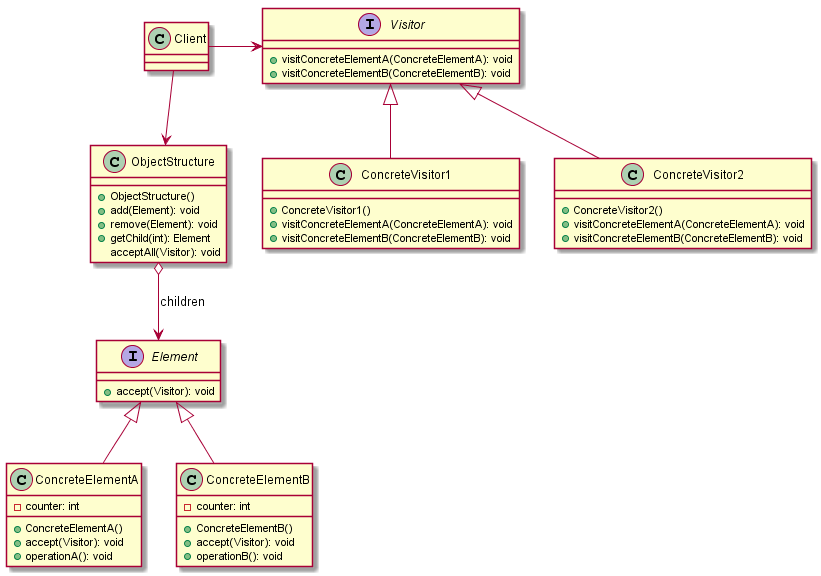 C Client
I Visitor
visitConcreteElementA(ConcreteElementA): void
visitConcreteElementB(ConcreteElementB): void
C ObjectStructure
ObjectStructure()
add(Element): void
remove(Element): void
getChild(int): Element
acceptAll(Visitor): void
C ConcreteVisitor1
ConcreteVisitor1()
visitConcreteElementA(ConcreteElementA): void
visitConcreteElementB(ConcreteElementB): void
C ConcreteVisitor2
ConcreteVisitor2()
visitConcreteElementA(ConcreteElementA): void
visitConcreteElementB(ConcreteElementB): void
children
I Element
accept(Visitor): void
C ConcreteElementA
counter: int
ConcreteElementA()
accept(Visitor): void
operationA(): void
C ConcreteElementB
counter: int
ConcreteElementB()
accept(Visitor): void
operationB(): void